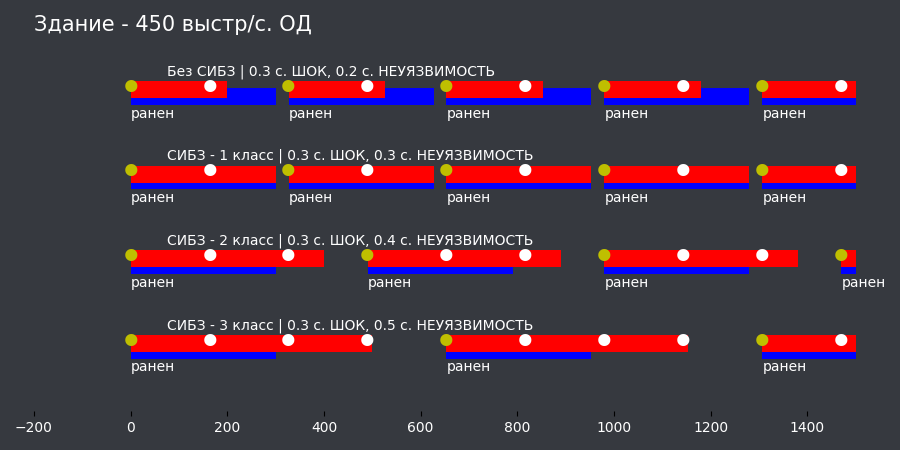 Здание - 450 выстр/с. ОД
Без СИБЗ | 0.3 с. ШОК, 0.2 с. НЕУЯЗВИМОСТЬ
ранен ранен ранен ранен ранен
СИБЗ - 1 класс | 0.3 с. ШОК, 0.3 с. НЕУЯЗВИМОСТЬ
ранен ранен ранен ранен ранен
СИБЗ - 2 класс | 0.3 с. ШОК, 0.4 с. НЕУЯЗВИМОСТЬ
ранен ранен ранен ранен
СИБЗ - 3 класс | 0.3 с. ШОК, 0.5 с. НЕУЯЗВИМОСТЬ
ранен ранен ранен
−200 0 200 400 600 800 1000 1200 1400